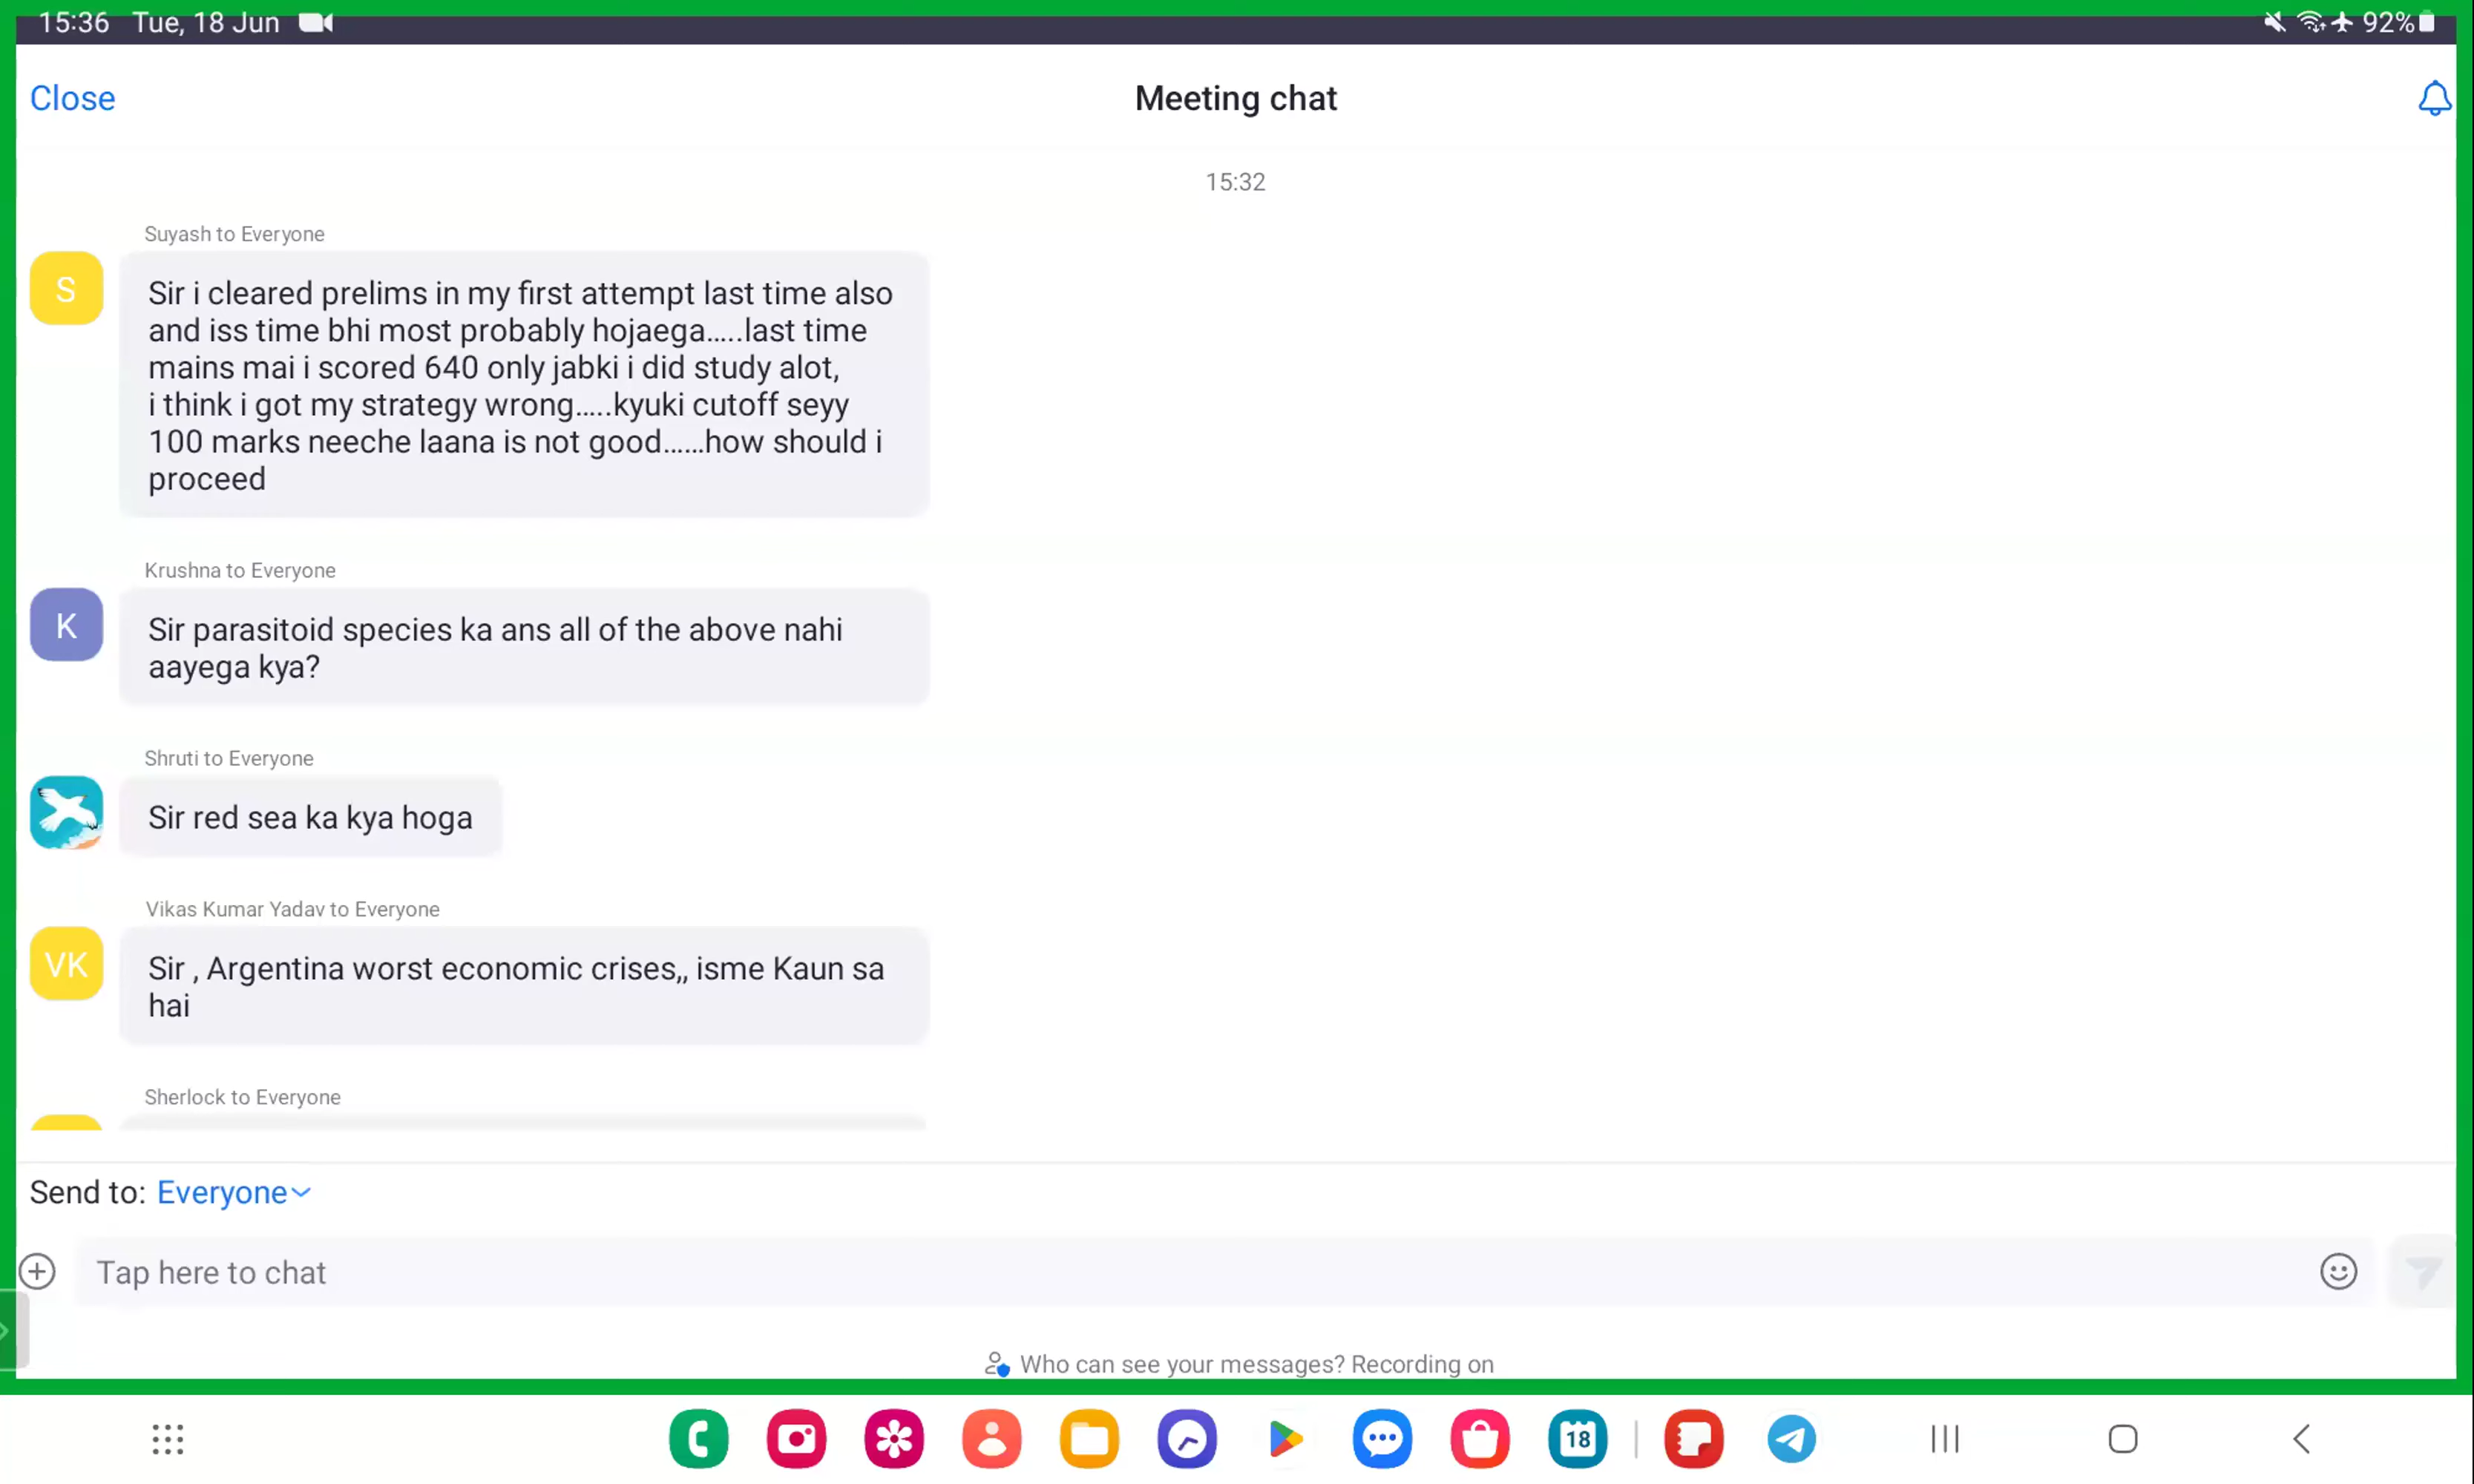 15:36 Tue, 18 Jun 92%
Close Meeting chat
15:32
Suyash to Everyone
S
Sir i cleared prelims in my first attempt last time also
and iss time bhi most probably hojaega.....last time
mains mai i scored 640 only jabki i did study alot,
i think i got my strategy wrong.....kyuki cutoff seyy
100 marks neeche laana is not good......how should i
proceed
Krushna to Everyone
K
Sir parasitoid species ka ans all of the above nahi
aayega kya?
Shruti to Everyone
Sir red sea ka kya hoga
Vikas Kumar Yadav to Everyone
VK
Sir , Argentina worst economic crises,, isme Kaun sa
hai
Sherlock to Everyone
Send to: Everyone
Tap here to chat
Who can see your messages? Recording on
18